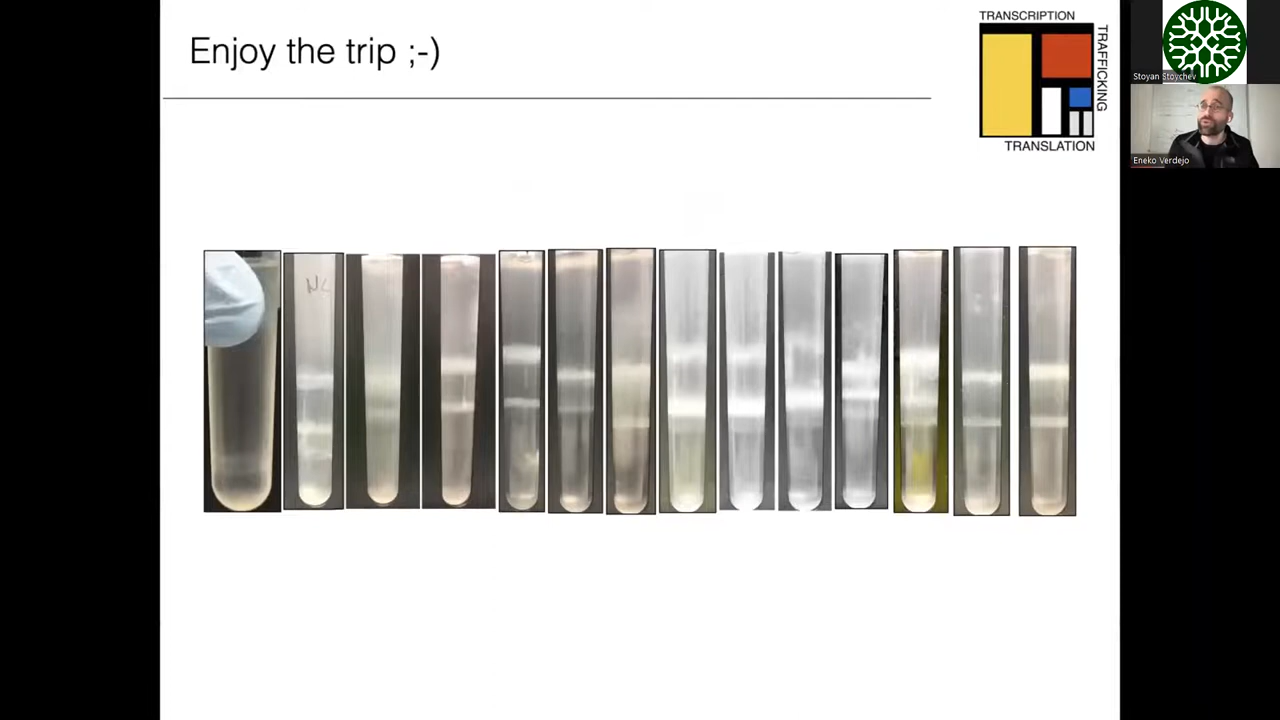 Enjoy the trip ;-)
TRANSCRIPTION
TRAFFICKING
TRANSLATION
Stoyan Stoychev
Eneko Verdejo